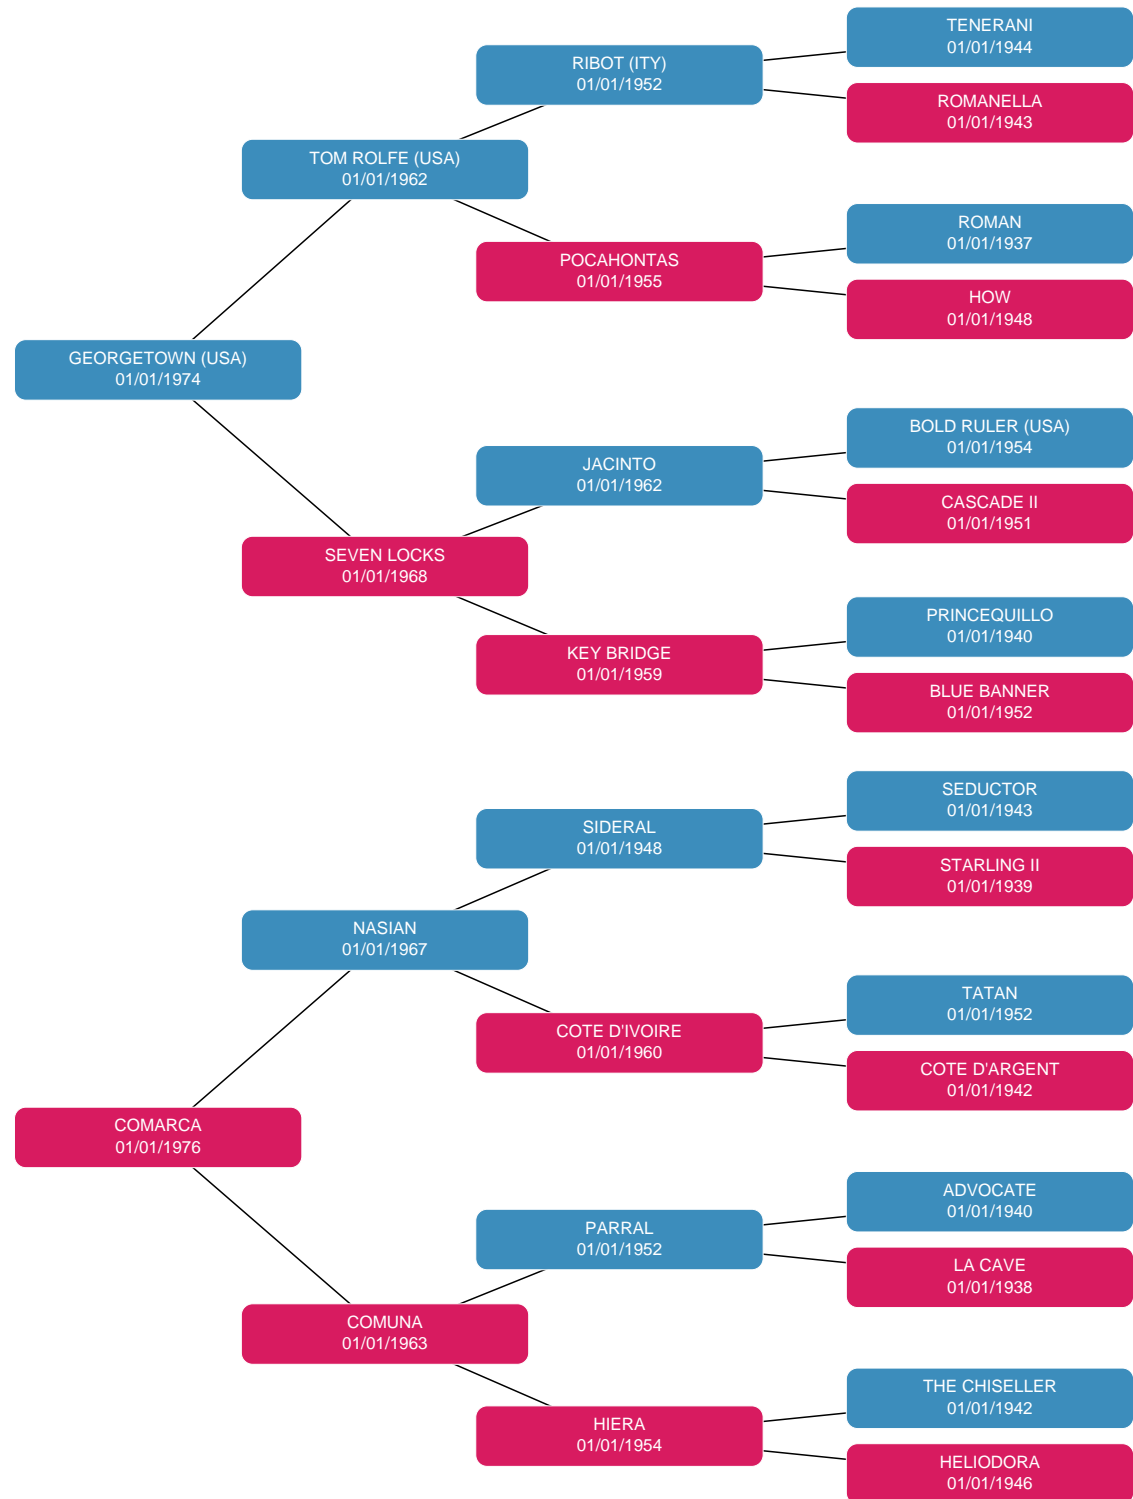 TENERANI
01/01/1944
RIBOT (ITY)
01/01/1952
ROMANELLA
01/01/1943
TOM ROLFE (USA)
01/01/1962
ROMAN
01/01/1937
POCAHONTAS
01/01/1955
HOW
01/01/1948
GEORGETOWN (USA)
01/01/1974
BOLD RULER (USA)
01/01/1954
JACINTO
01/01/1962
CASCADE II
01/01/1951
SEVEN LOCKS
01/01/1968
PRINCEQUILLO
01/01/1940
KEY BRIDGE
01/01/1959
BLUE BANNER
01/01/1952
SEDUCTOR
01/01/1943
SIDERAL
01/01/1948
STARLING II
01/01/1939
NASIAN
01/01/1967
TATAN
01/01/1952
COTE D'IVOIRE
01/01/1960
COTE D'ARGENT
01/01/1942
COMARCA
01/01/1976
ADVOCATE
01/01/1940
PARRAL
01/01/1952
LA CAVE
01/01/1938
COMUNA
01/01/1963
THE CHISELLER
01/01/1942
HIERA
01/01/1954
HELIODORA
01/01/1946